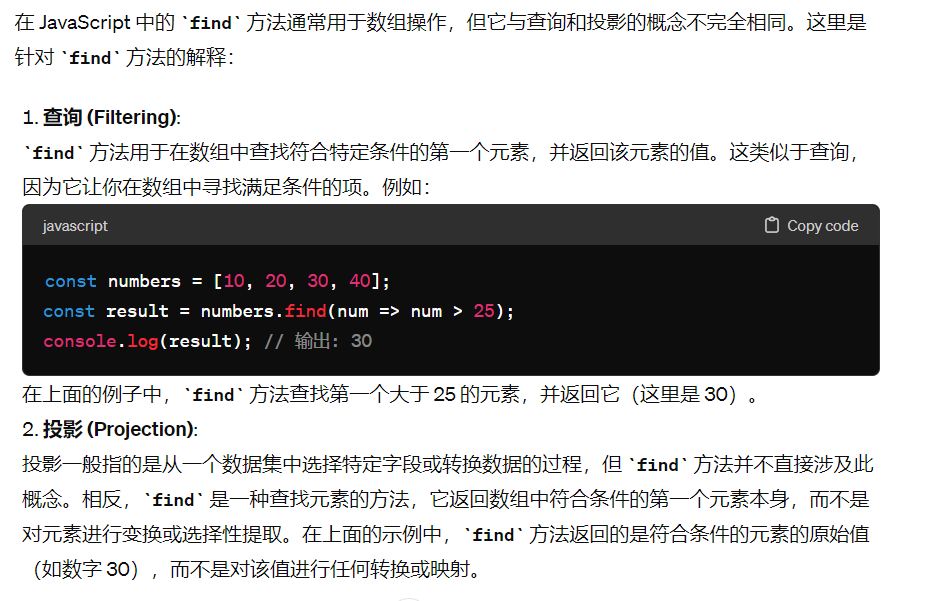 在 JavaScript 中的 `find` 方法通常用于数组操作，但它与查询和投影的概念不完全相同。这里是
针对 `find` 方法的解释：
1. 查询 (Filtering):
`find` 方法用于在数组中查找符合特定条件的第一个元素，并返回该元素的值。这类似于查询，
因为它让你在数组中寻找满足条件的项。例如：
javascript Copy code
const numbers = [10, 20, 30, 40];
const result = numbers.find(num => num > 25);
console.log(result); // 输出: 30
在上面的例子中，`find` 方法查找第一个大于 25 的元素，并返回它（这里是 30）。
2. 投影 (Projection):
投影一般指的是从一个数据集中选择特定字段或转换数据的过程，但 `find` 方法并不直接涉及此
概念。相反，`find` 是一种查找元素的方法，它返回数组中符合条件的第一个元素本身，而不是
对元素进行变换或选择性提取。在上面的示例中，`find` 方法返回的是符合条件的元素的原始值
（如数字 30），而不是对该值进行任何转换或映射。